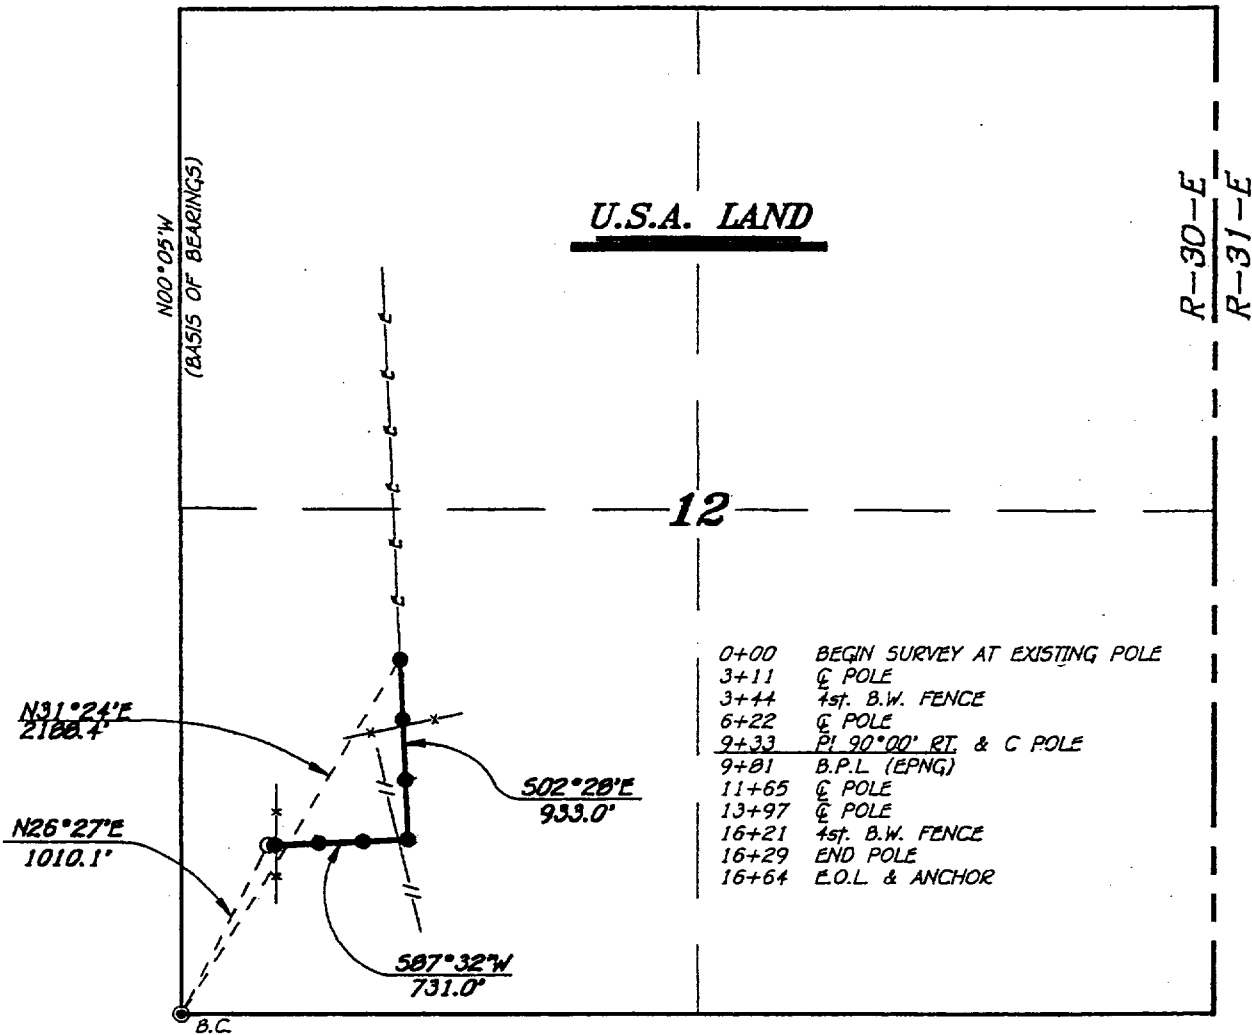 N00°05'W
(BASIS OF BEARINGS)
U.S.A. LAND
R-30-E
R-31-E
12
0+00 BEGIN SURVEY AT EXISTING POLE
3+11 ℄ POLE
3+44 4st. B.W. FENCE
6+22 ℄ POLE
9+33 PI 90°00' RT. & C POLE
9+81 B.P.L (EPNG)
11+65 ℄ POLE
13+97 ℄ POLE
16+21 4st. B.W. FENCE
16+29 END POLE
16+64 E.O.L & ANCHOR
N31°24'E
2188.4'
S02°28'E
933.0'
N26°27'E
1010.1'
S87°32'W
731.0'
B.C.